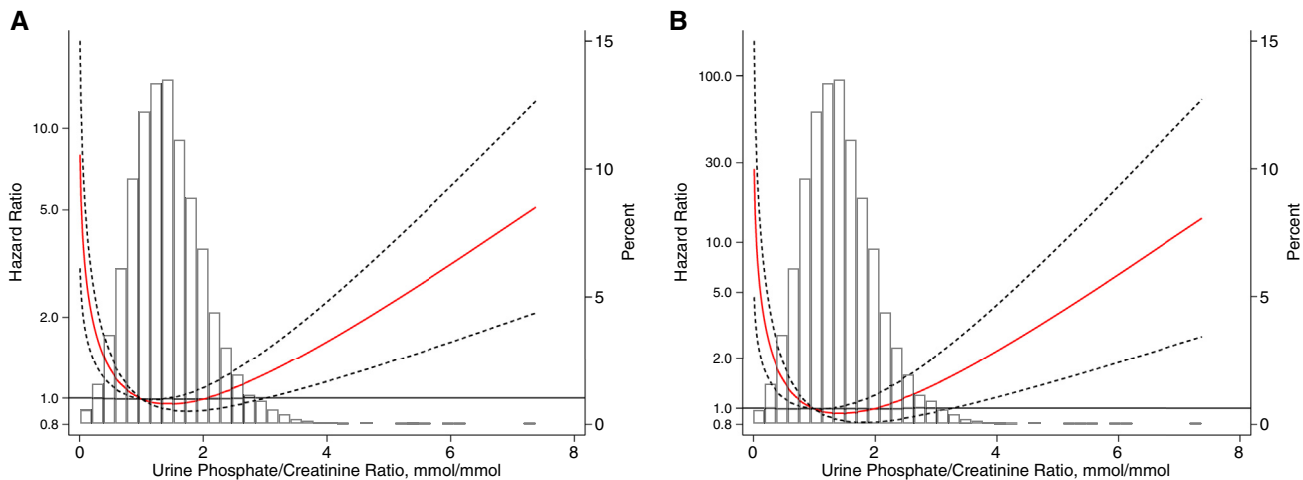 A
Hazard Ratio
10.0
5.0
2.0
1.0
0.8
15
10
5
0
Percent
0 2 4 6 8
Urine Phosphate/Creatinine Ratio, mmol/mmol
B
Hazard Ratio
100.0
30.0
10.0
5.0
2.0
1.0
0.8
15
10
5
0
Percent
0 2 4 6 8
Urine Phosphate/Creatinine Ratio, mmol/mmol